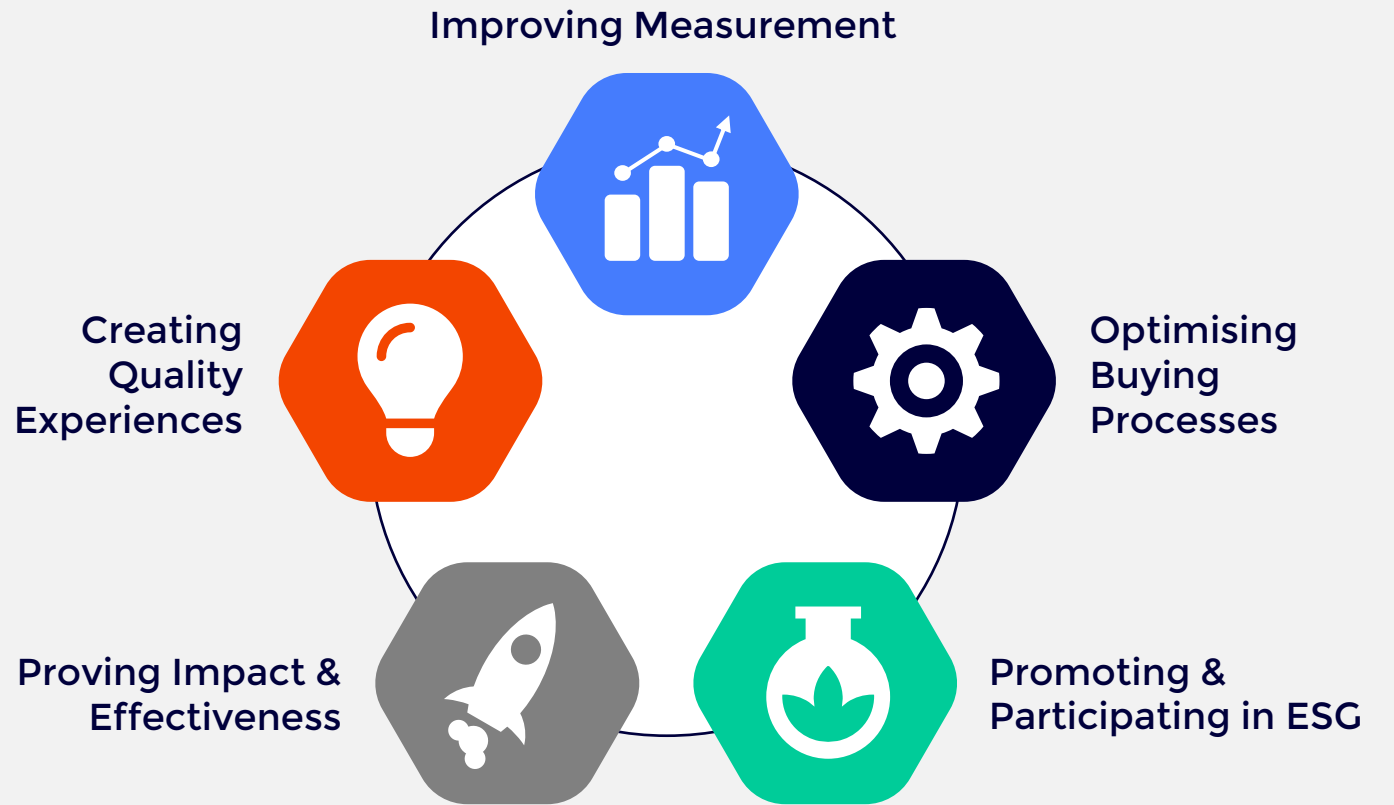 Improving Measurement
Creating
Quality
Experiences
Optimising
Buying
Processes
Proving Impact &
Effectiveness
Promoting &
Participating in ESG